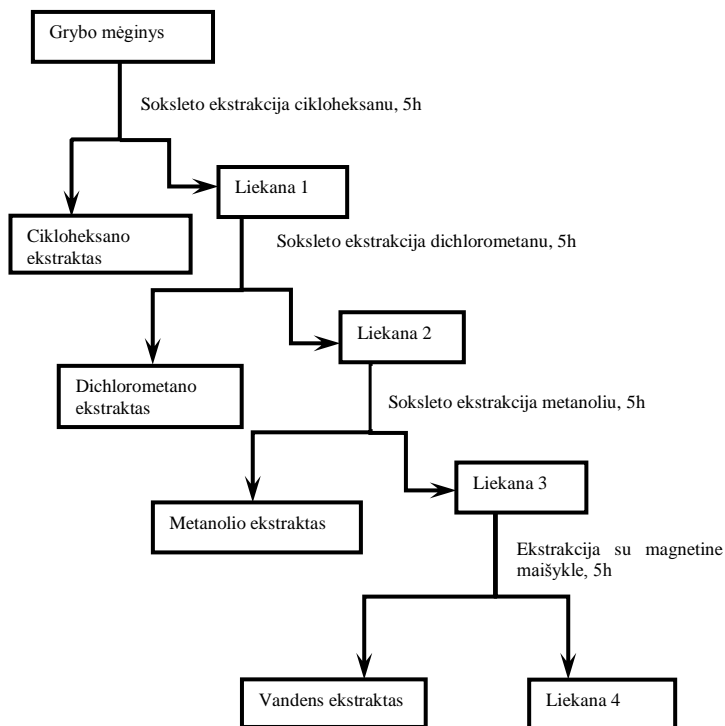 Grybo mėginys
Soksleto ekstrakcija cikloheksanu, 5h
Liekana 1
Cikloheksano
ekstraktas
Soksleto ekstrakcija dichlorometanu, 5h
Liekana 2
Dichlorometano
ekstraktas
Soksleto ekstrakcija metanoliu, 5h
Liekana 3
Metanolio ekstraktas
Ekstrakcija su magnetine
maišykle, 5h
Vandens ekstraktas
Liekana 4